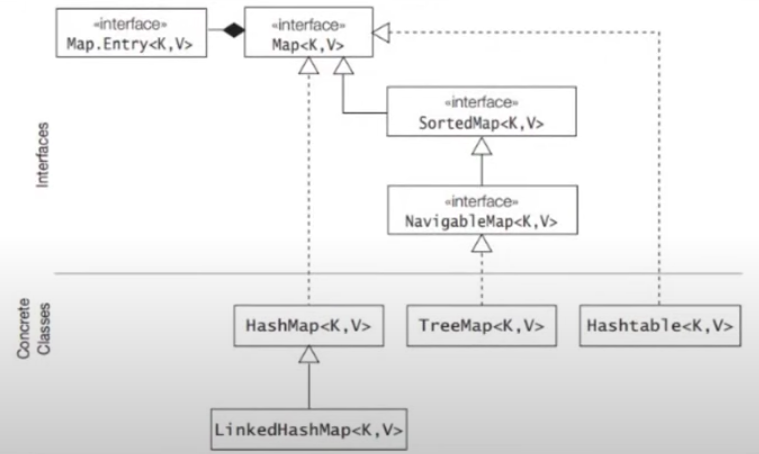 «interface»
Map.Entry<K,V>
«interface»
Map<K,V>
«interface»
SortedMap<K,V>
«interface»
NavigableMap<K,V>
Interfaces
Concrete
Classes
HashMap<K,V>
TreeMap<K,V>
Hashtable<K,V>
LinkedHashMap<K,V>